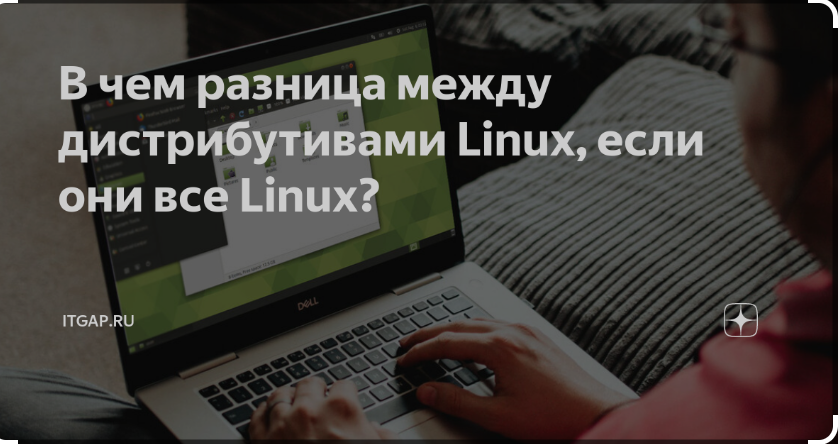 В чем разница между
дистрибутивами Linux, если
они все Linux?
ITGAP.RU
DELL